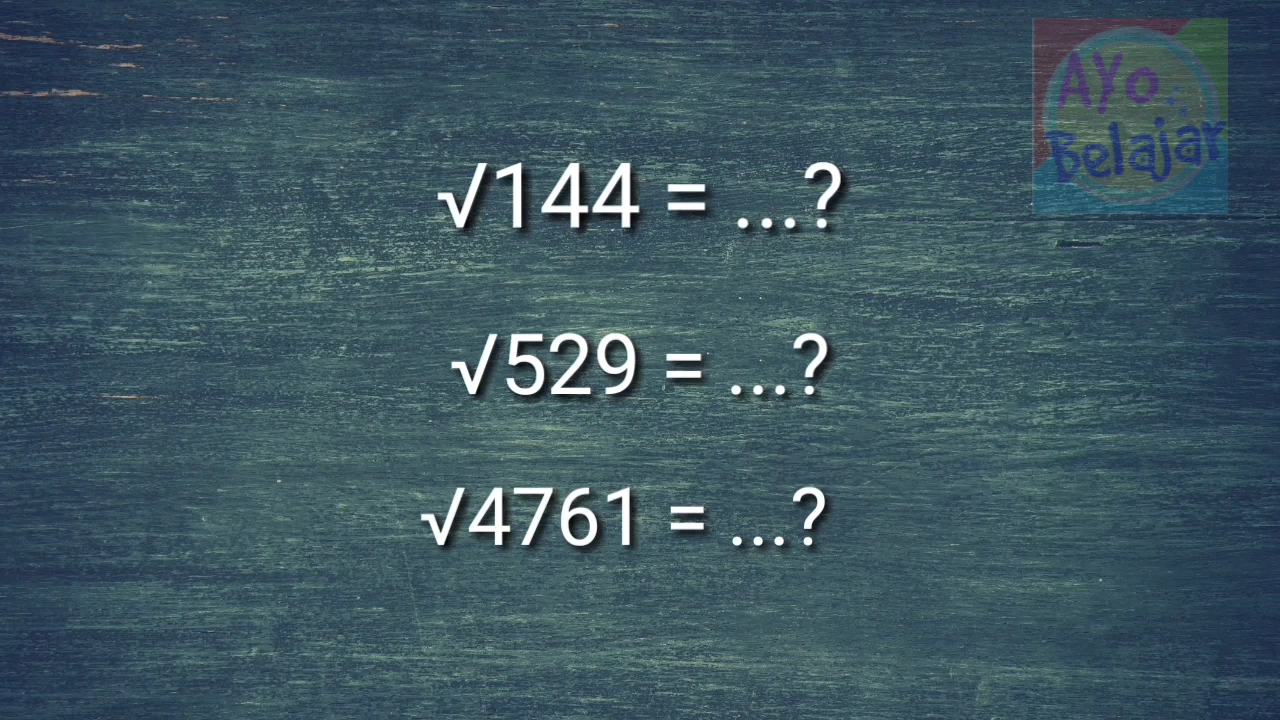 √144 = ...?
√529 = ...?
√4761 = ...?
AYo
Belajar